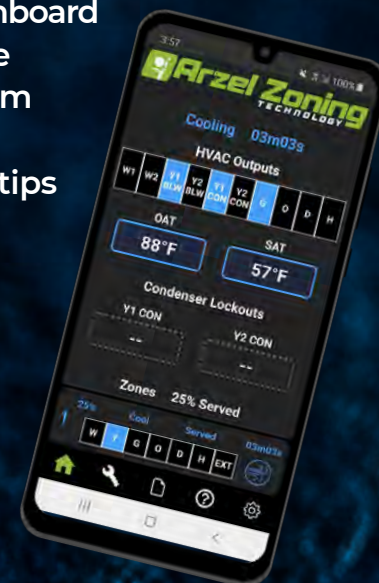 nboard
e
m
tips
3:57
100%
Arzel Zoning
TECHNOLOGY
Cooling 03m03s
HVAC Outputs
W1 W2 Y1 BLW Y2 BLW Y1 CON Y2 CON G O D H
OAT SAT
88°F 57°F
Condenser Lockouts
Y1 CON Y2 CON
-- --
Zones 25% Served
1 25% Cool Served 03m03s
W Y G O D H EXT